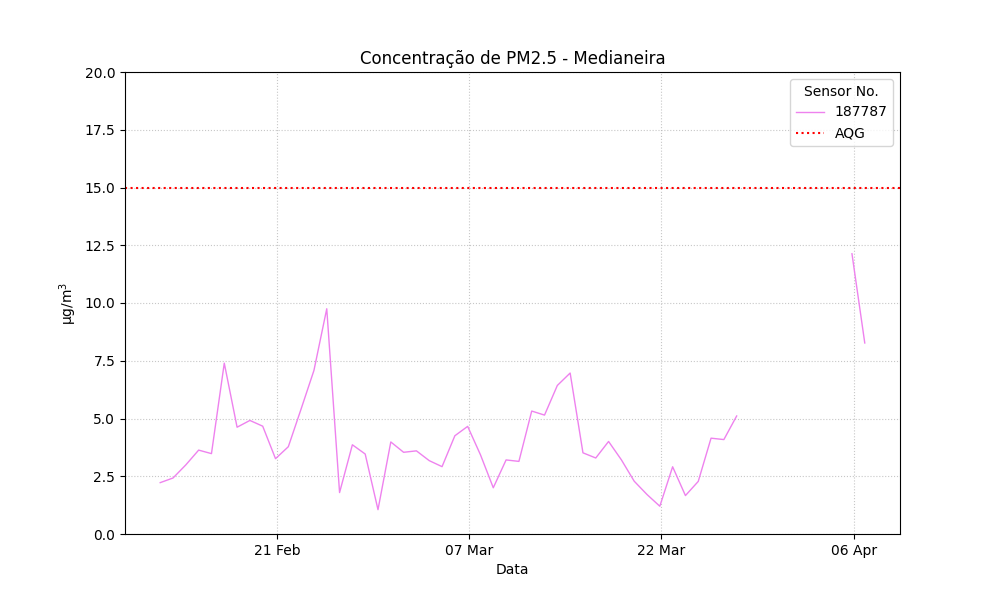 Concentração de PM2.5 - Medianeira
Sensor No.
187787
AQG
20.0
17.5
15.0
12.5
10.0
7.5
5.0
2.5
0.0
µg/m³
21 Feb
07 Mar
22 Mar
06 Apr
Data